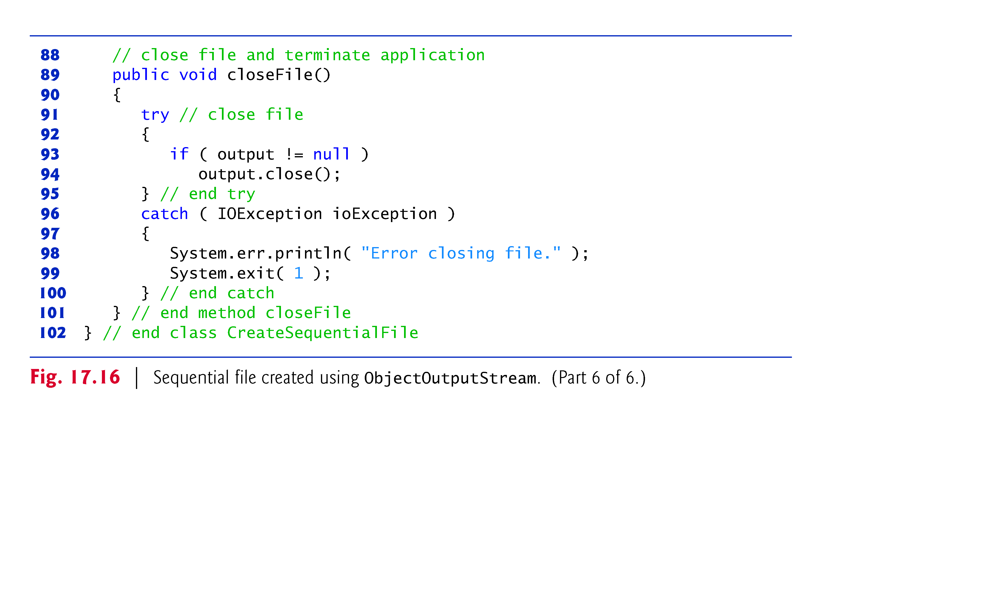 88 // close file and terminate application
89 public void closeFile()
90 {
91 try // close file
92 {
93 if ( output != null )
94 output.close();
95 } // end try
96 catch ( IOException ioException )
97 {
98 System.err.println( "Error closing file." );
99 System.exit( 1 );
100 } // end catch
101 } // end method closeFile
102 } // end class CreateSequentialFile
Fig. 17.16 | Sequential file created using ObjectOutputStream. (Part 6 of 6.)